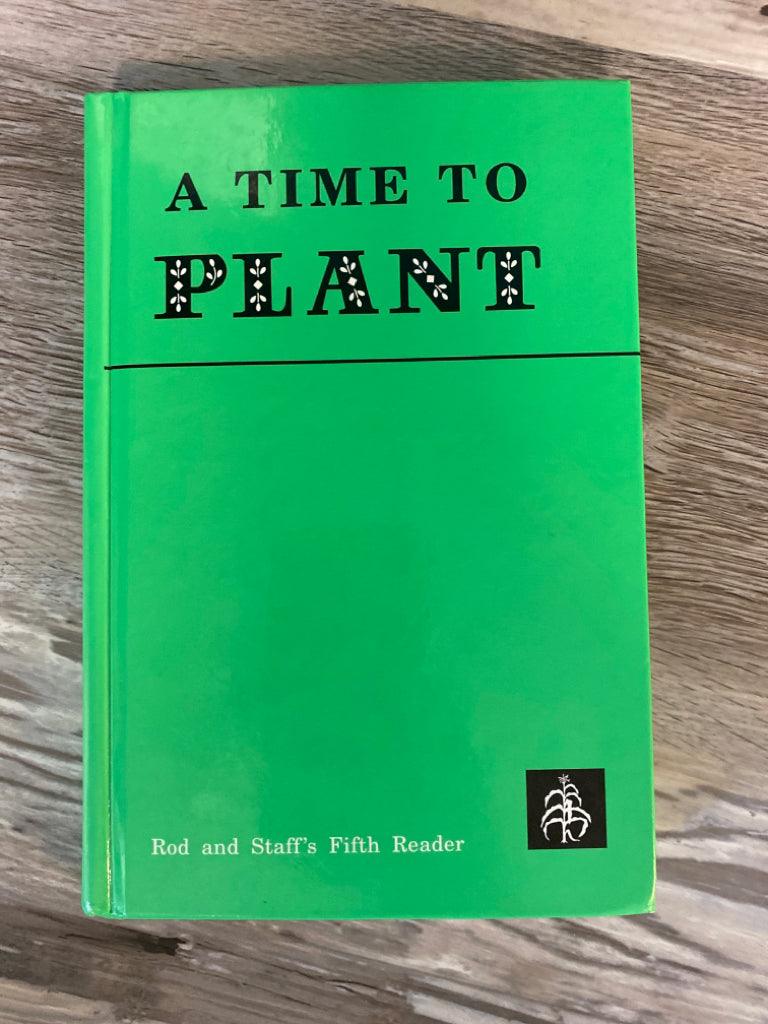 A TIME TO
PLANT
Rod and Staff's Fifth Reader